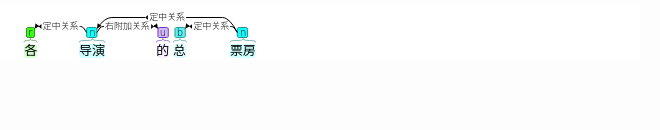 定中关系
定中关系 右附加关系 定中关系
r n u b n
各 导演 的 总 票房